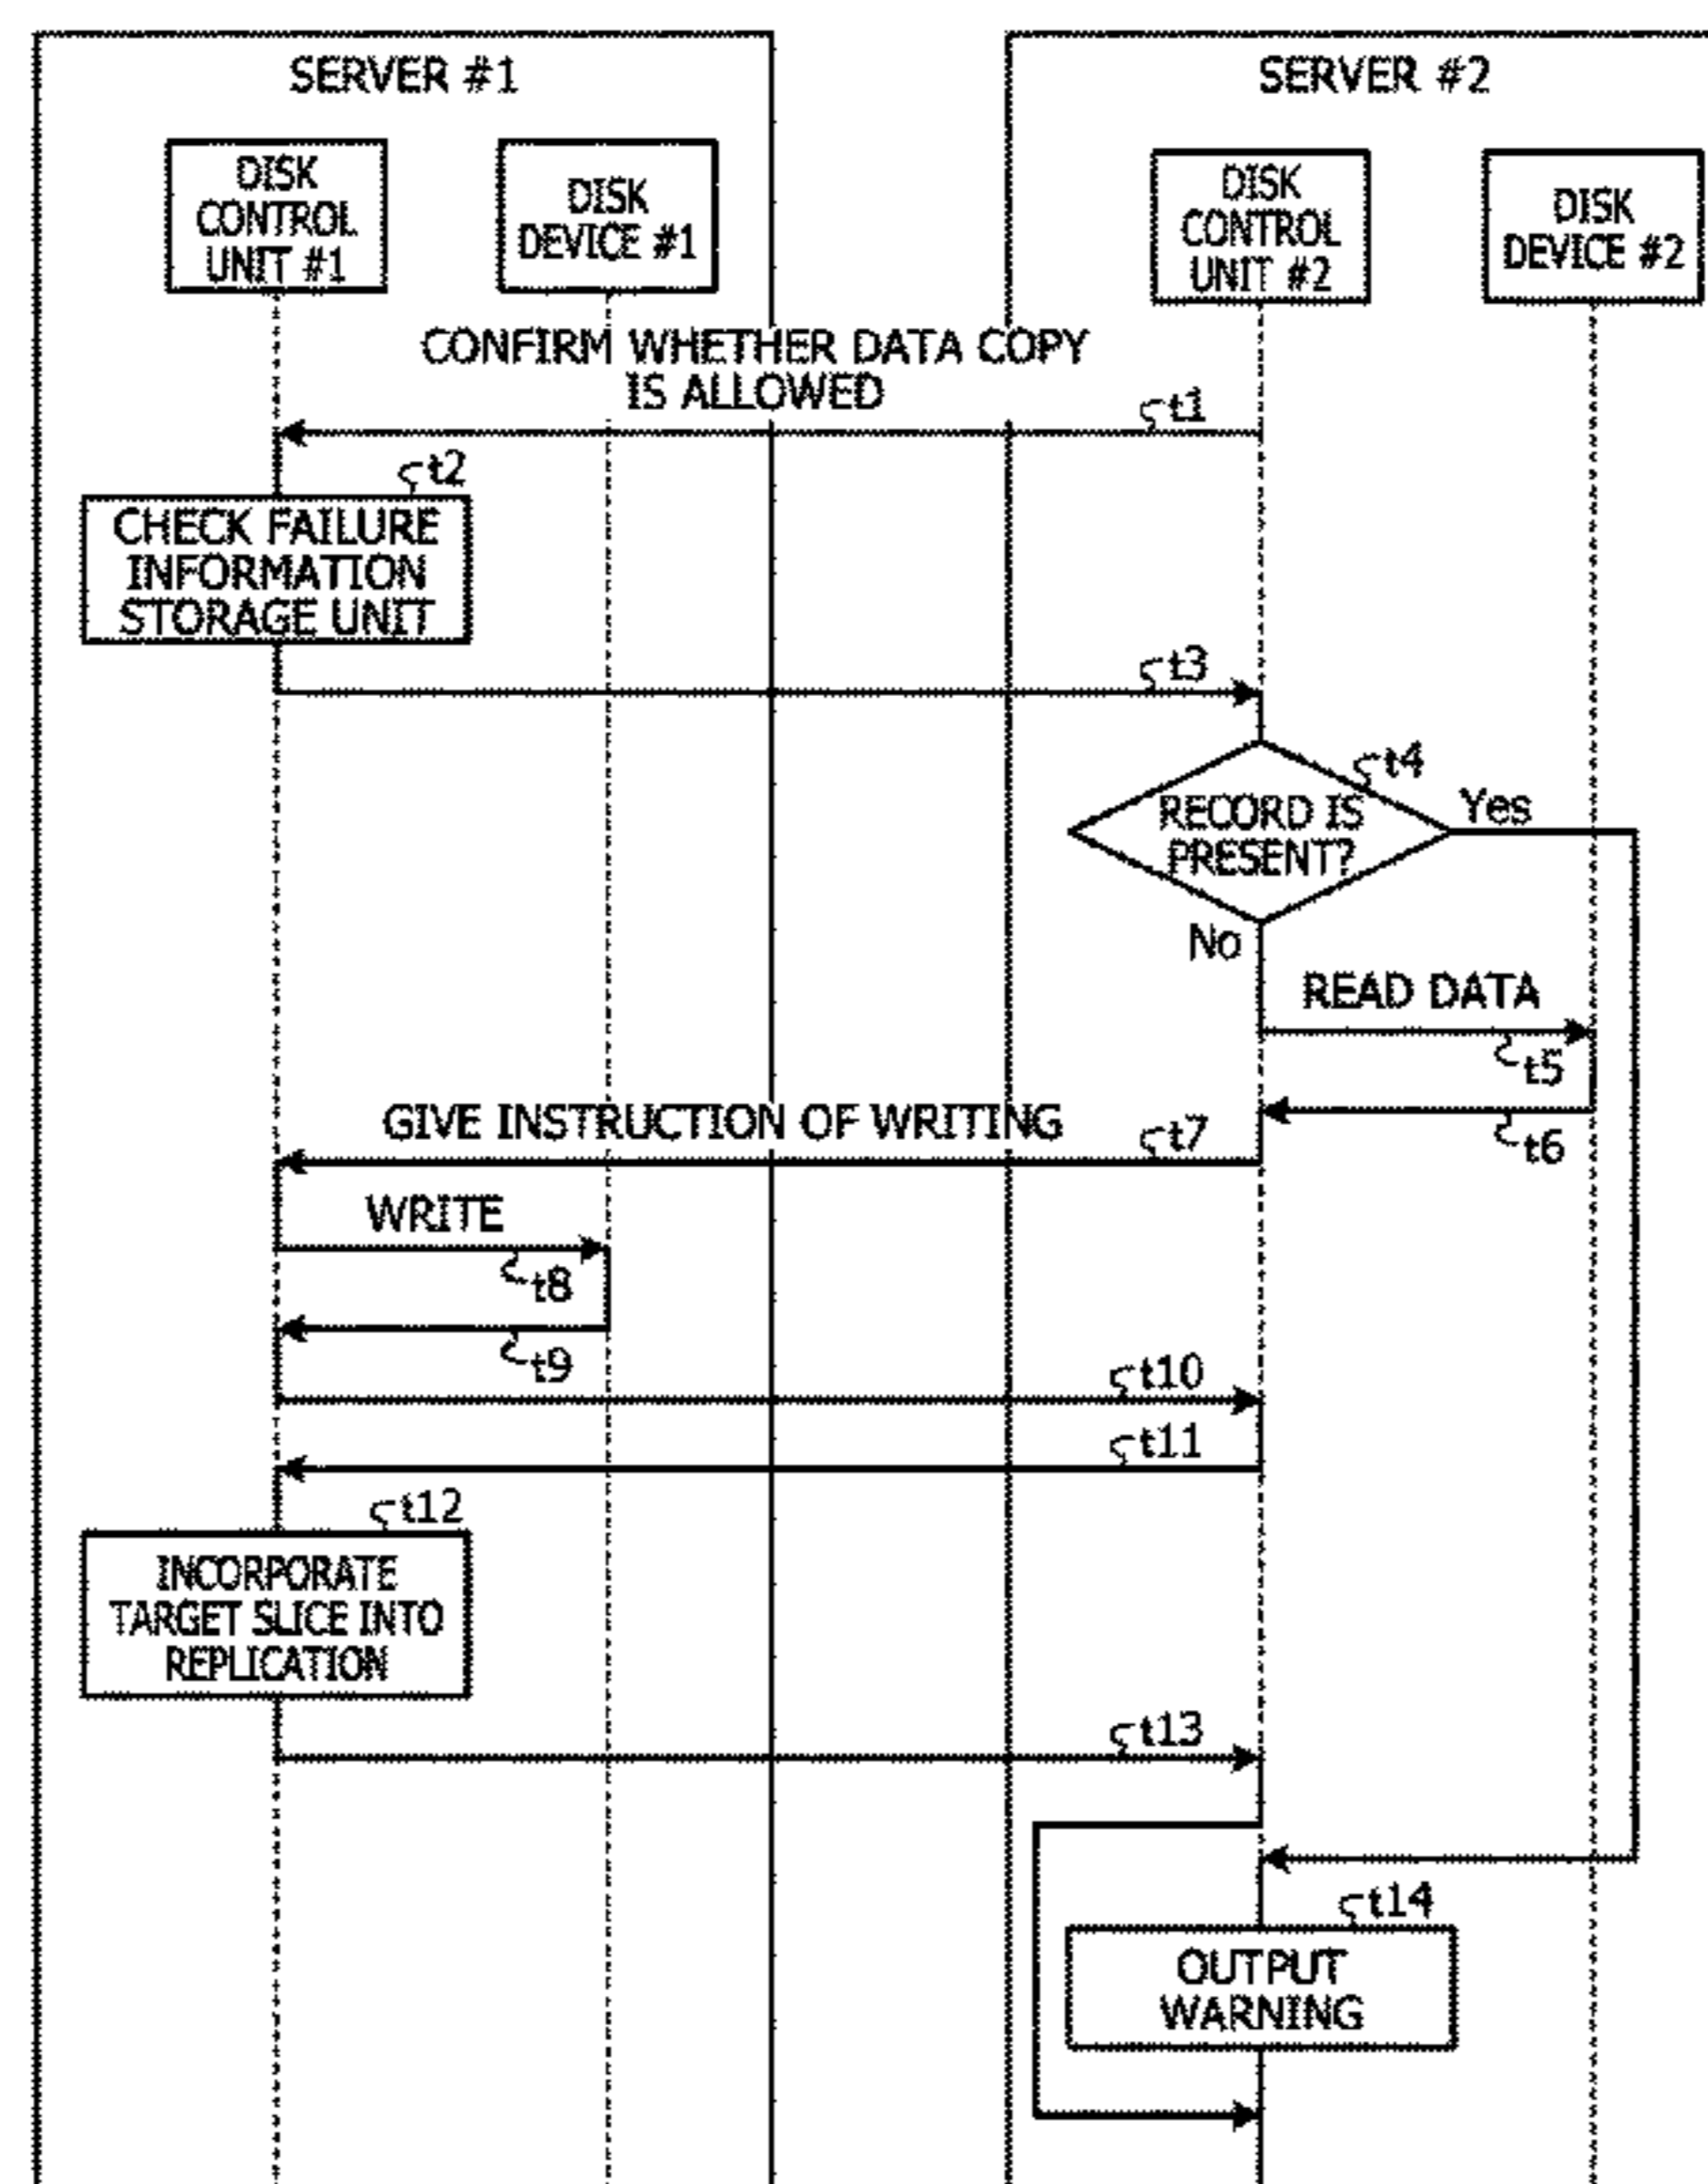 SERVER #1
SERVER #2
DISK
CONTROL
UNIT #1
DISK
DEVICE #1
DISK
CONTROL
UNIT #2
DISK
DEVICE #2
CONFIRM WHETHER DATA COPY
IS ALLOWED
t1
t2
CHECK FAILURE
INFORMATION
STORAGE UNIT
t3
t4
RECORD IS
PRESENT?
Yes
No
READ DATA
t5
t6
GIVE INSTRUCTION OF WRITING
t7
WRITE
t8
t9
t10
t11
t12
INCORPORATE
TARGET SLICE INTO
REPLICATION
t13
t14
OUTPUT
WARNING